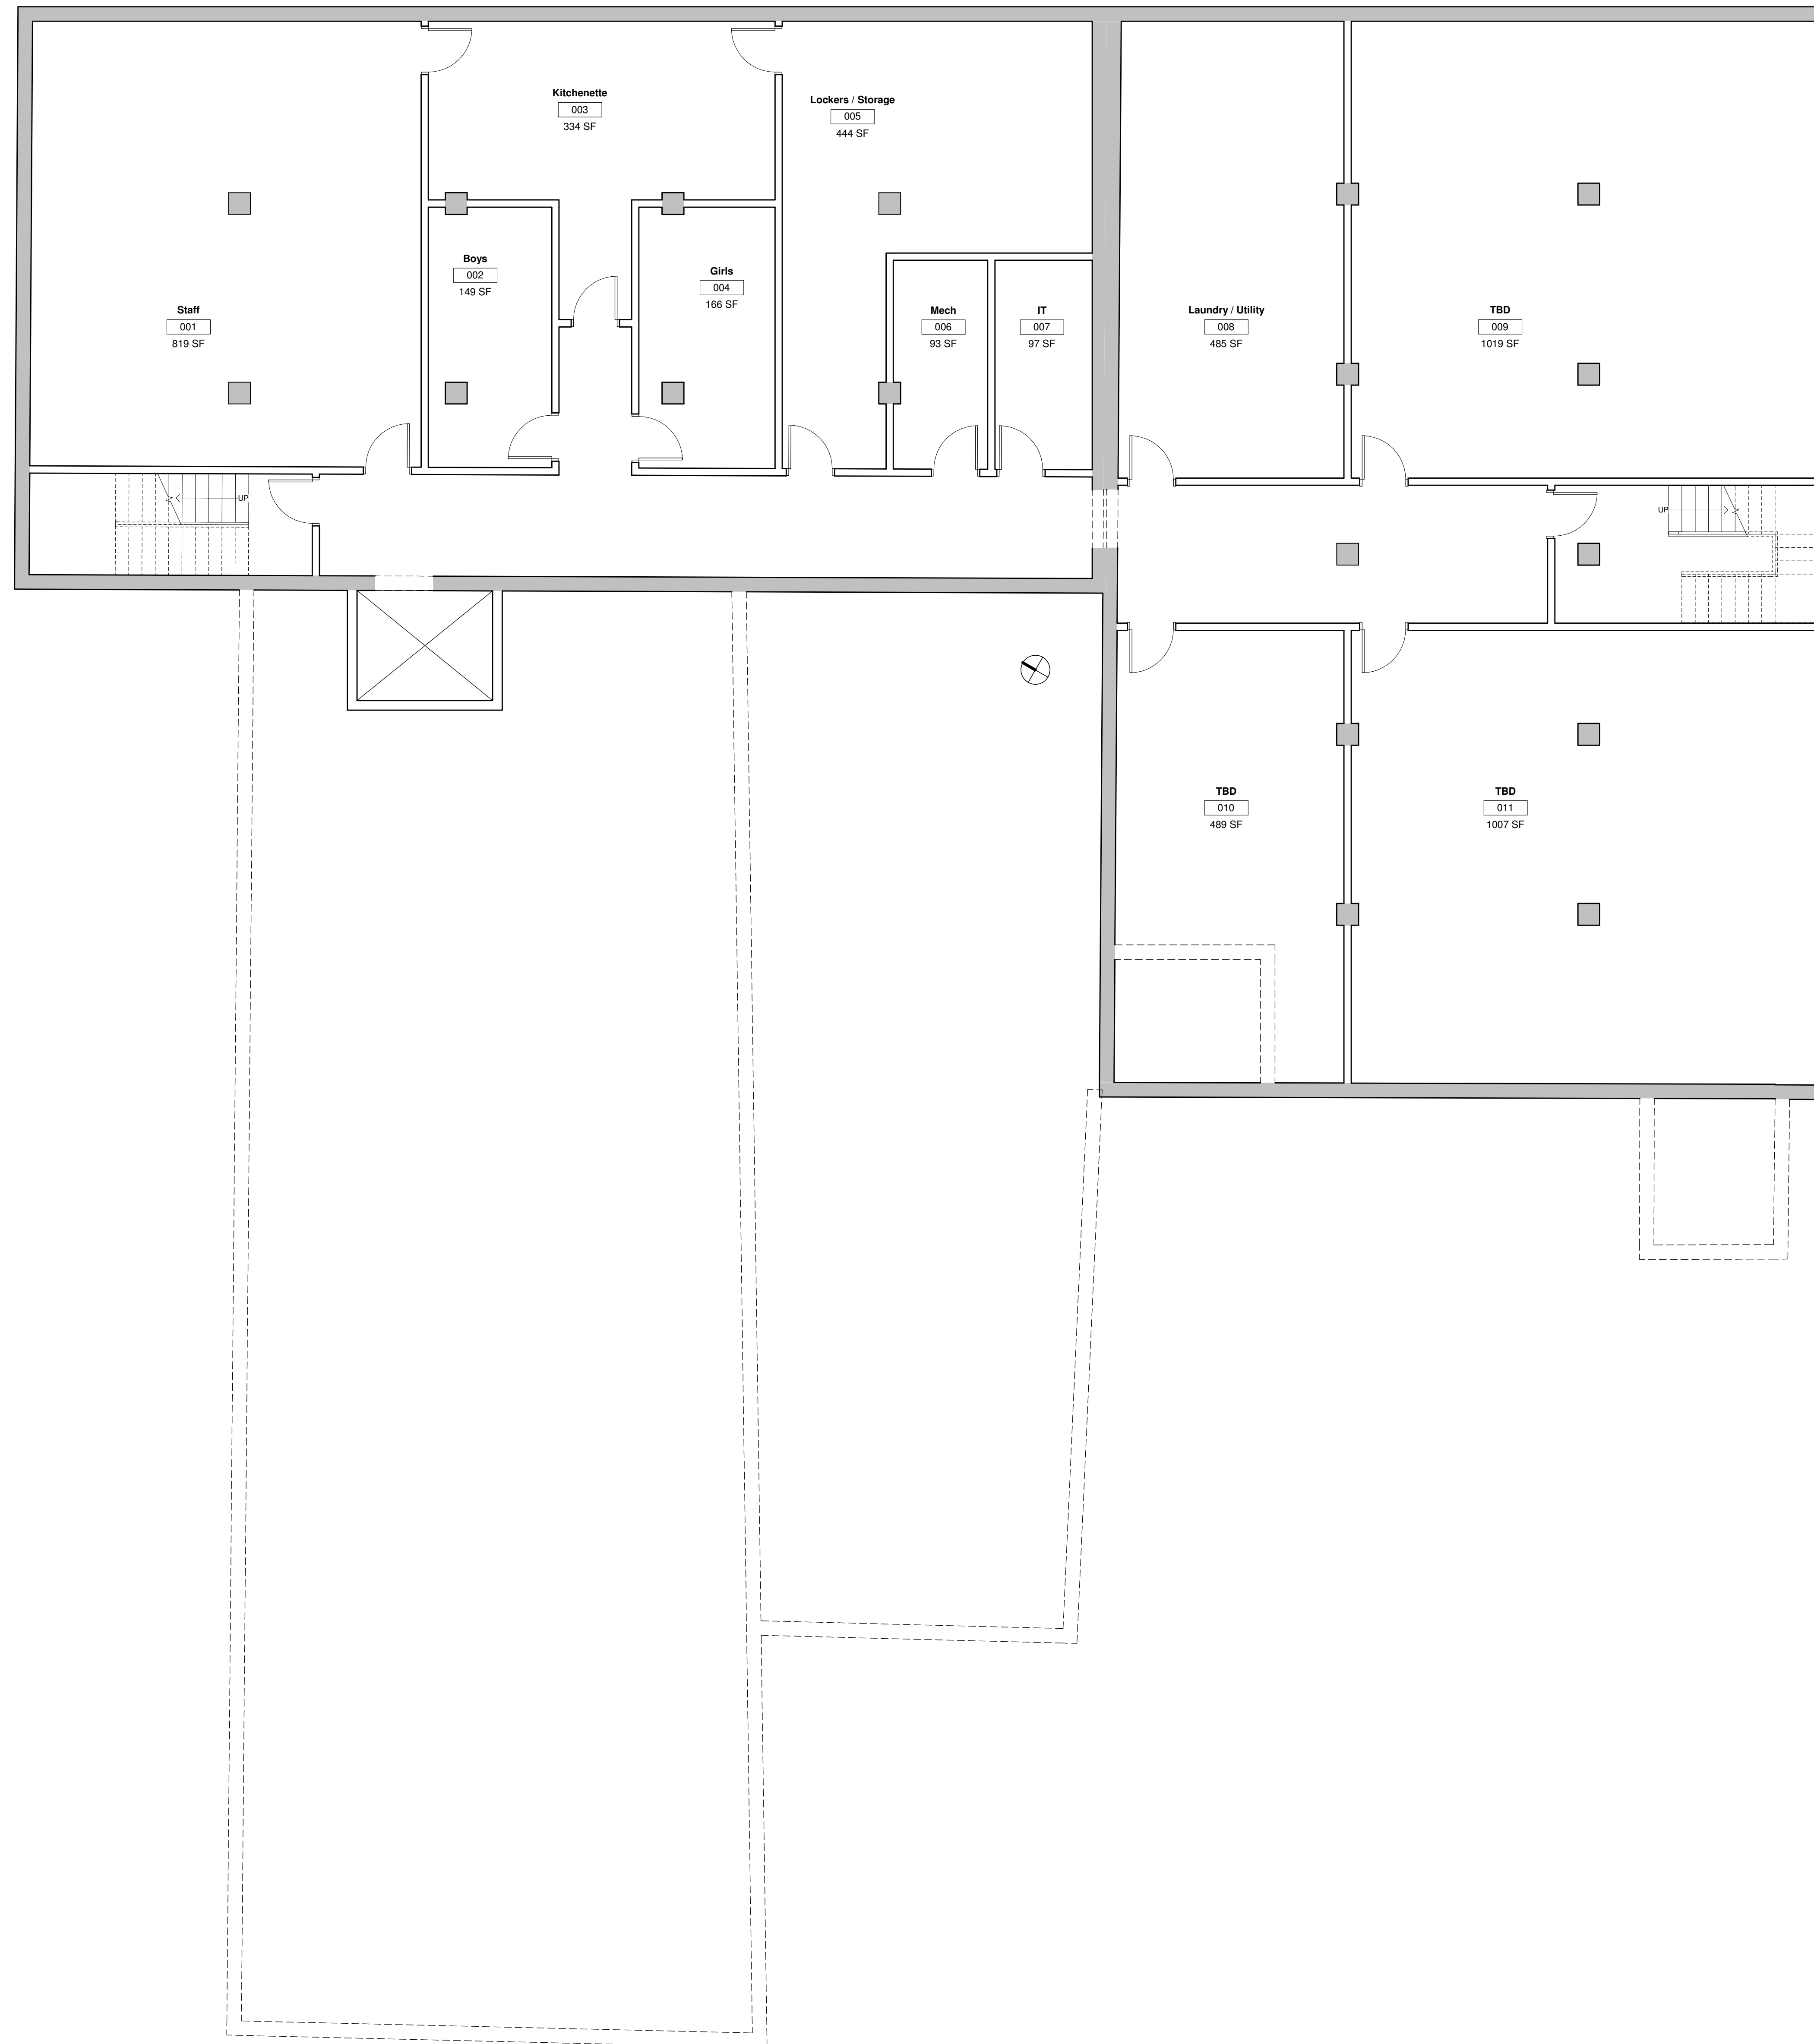 Kitchenette
003
334 SF
Lockers / Storage
005
444 SF
Boys
002
149 SF
Girls
004
166 SF
Staff
001
819 SF
Mech
006
93 SF
IT
007
97 SF
Laundry / Utility
008
485 SF
TBD
009
1019 SF
UP
UP
TBD
010
489 SF
TBD
011
1007 SF